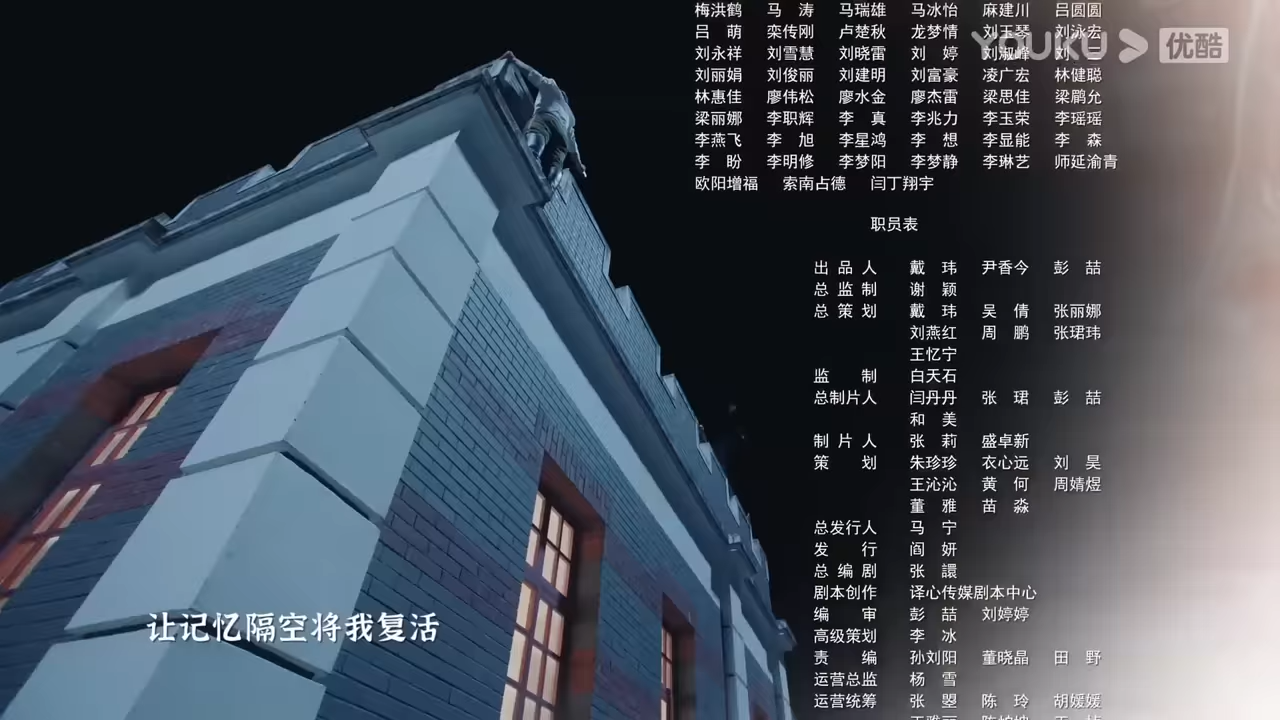 梅洪鹤 马 涛 马瑞雄 马冰怡 麻建川 吕圆圆
吕 萌 栾传刚 卢楚秋 龙梦情 刘玉琴 刘泳宏
YOUKU 优酷
刘永祥 刘雪慧 刘晓雷 刘 婷 刘淑峰 刘 二
刘丽娟 刘俊丽 刘建明 刘富豪 凌广宏 林健聪
林惠佳 廖伟松 廖水金 廖杰雷 梁思佳 梁鹏允
梁丽娜 李职辉 李 真 李兆力 李玉荣 李瑶瑶
李燕飞 李 旭 李星鸿 李 想 李显能 李 森
李 盼 李明修 李梦阳 李梦静 李琳艺 师延渝青
欧阳增福 索南占德 闫丁翔宇
职员表
出 品 人 戴 玮 尹香今 彭 喆
总 监 制 谢 颖
总 策 划 戴 玮 吴 倩 张丽娜
刘燕红 周 鹏 张珺玮
王忆宁
监 制 白天石
总制片人 闫丹丹 张 珺 彭 喆
和 美
制 片 人 张 莉 盛卓新
策 划 朱珍珍 衣心远 刘 昊
王沁沁 黄 何 周婧煜
董 雅 苗 淼
总发行人 马 宁
发 行 阎 妍
总 编 剧 张 譞
剧本创作 译心传媒剧本中心
编 审 彭 喆 刘婷婷
高级策划 李 冰
责 编 孙刘阳 董晓晶 田 野
运营总监 杨 雪
运营统筹 张 曌 陈 玲 胡媛媛
让记忆隔空将我复活